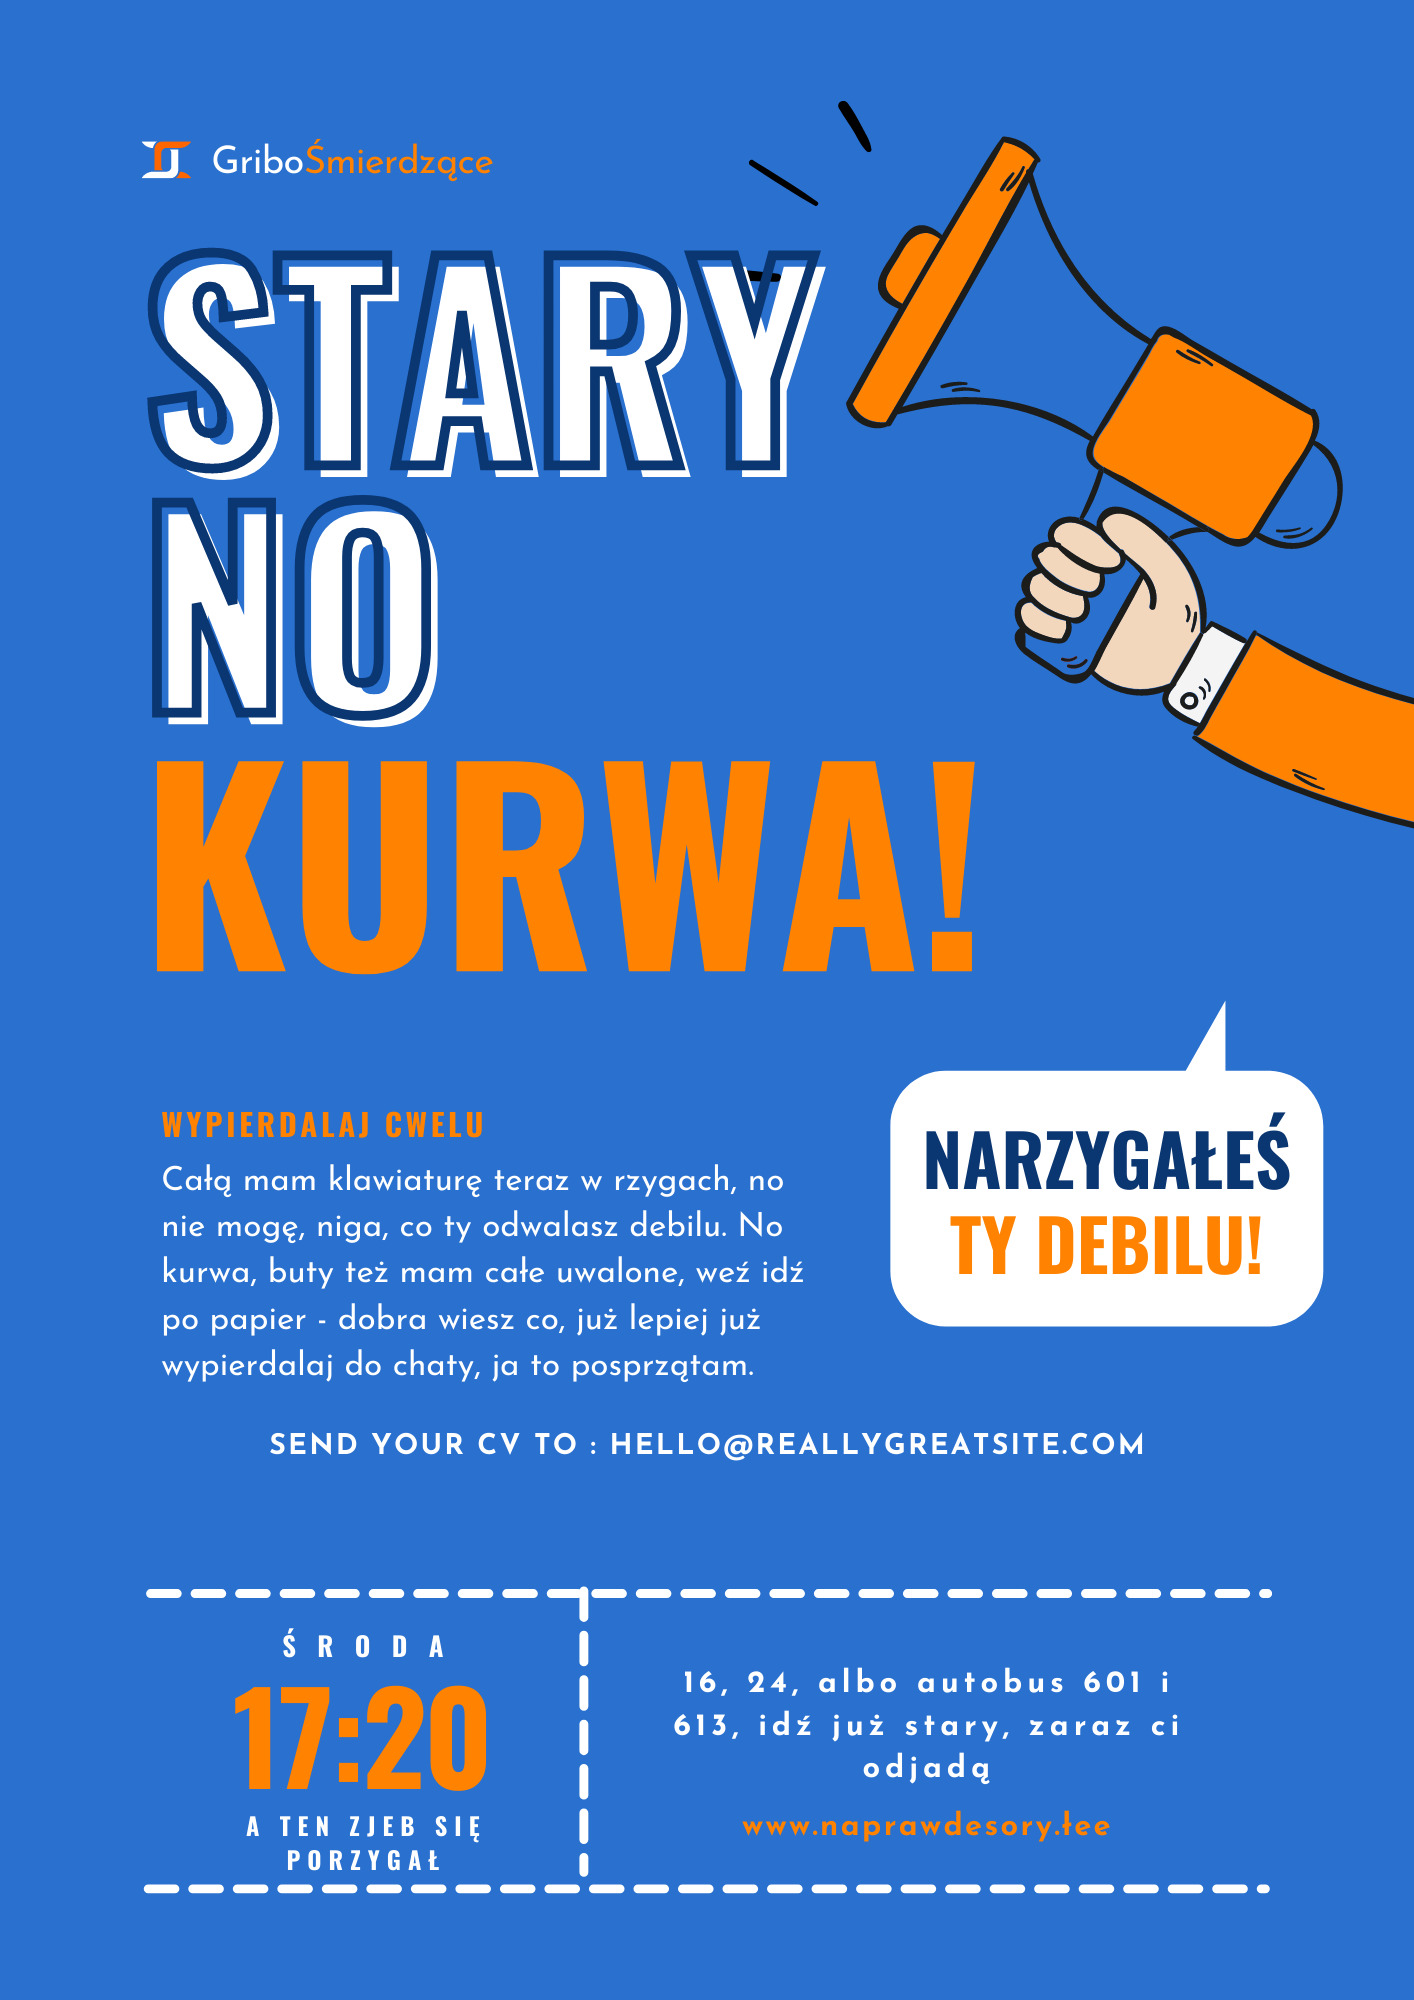 GriboŚmierdzące
STARY
NO
KURWA!
WYPIERDALAJ CWELU
Całą mam klawiaturę teraz w rzygach, no
nie mogę, niga, co ty odwalasz debilu. No
kurwa, buty też mam całe uwalone, weź idź
po papier - dobra wiesz co, już lepiej już
wypierdalaj do chaty, ja to posprzątam.
NARZYGAŁEŚ
TY DEBILU!
SEND YOUR CV TO : HELLO@REALLYGREATSITE.COM
ŚRODA
17:20
A TEN ZJEB SIĘ
PORZYGAŁ
16, 24, albo autobus 601 i
613, idź już stary, zaraz ci
odjadą
www.naprawdesory.łee